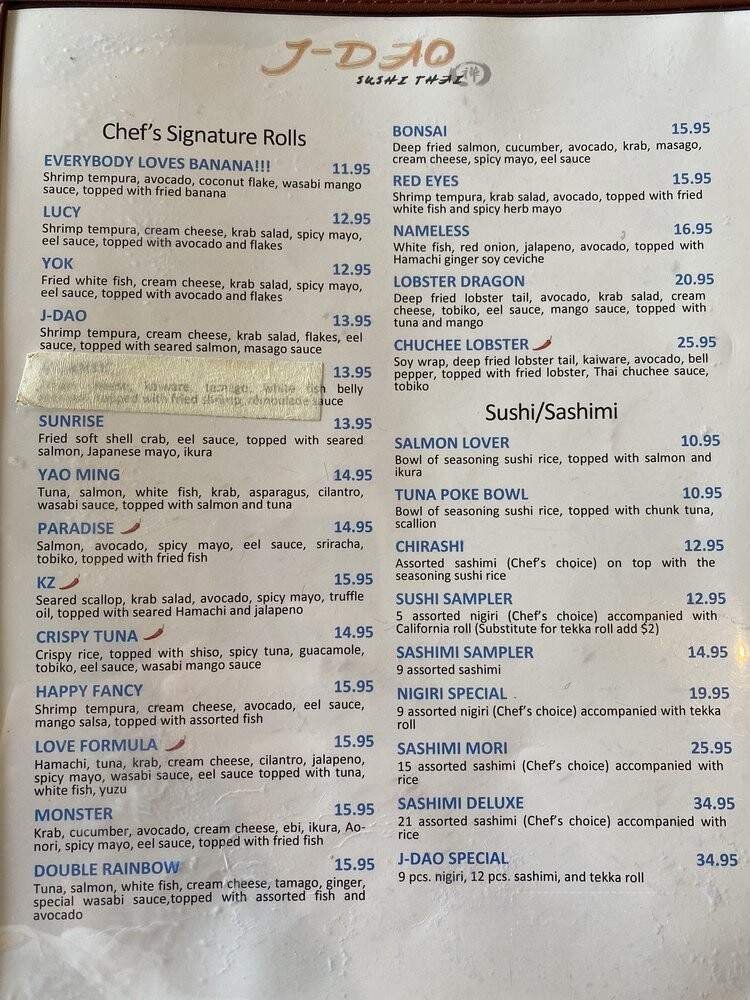 J-DAO
SUSHI THAI
Chef's Signature Rolls
EVERYBODY LOVES BANANA!!! 11.95
Shrimp tempura, avocado, coconut flake, wasabi mango
sauce, topped with fried banana
LUCY 12.95
Shrimp tempura, cream cheese, krab salad, spicy mayo,
eel sauce, topped with avocado and flakes
YOK 12.95
Fried white fish, cream cheese, krab salad, spicy mayo,
eel sauce, topped with avocado and flakes
J-DAO 13.95
Shrimp tempura, cream cheese, krab salad, flakes, eel
sauce, topped with seared salmon, masago sauce
13.95
cheese, kaiware, tamago, white fish belly
topped with fried shrimp, remoulade sauce
SUNRISE 13.95
Fried soft shell crab, eel sauce, topped with seared
salmon, Japanese mayo, ikura
YAO MING 14.95
Tuna, salmon, white fish, krab, asparagus, cilantro,
wasabi sauce, topped with salmon and tuna
PARADISE 14.95
Salmon, avocado, spicy mayo, eel sauce, sriracha,
tobiko, topped with fried fish
KZ 15.95
Seared scallop, krab salad, avocado, spicy mayo, truffle
oil, topped with seared Hamachi and jalapeno
CRISPY TUNA 14.95
Crispy rice, topped with shiso, spicy tuna, guacamole,
tobiko, eel sauce, wasabi mango sauce
HAPPY FANCY 15.95
Shrimp tempura, cream cheese, avocado, eel sauce,
mango salsa, topped with assorted fish
LOVE FORMULA 15.95
Hamachi, tuna, krab, cream cheese, cilantro, jalapeno,
spicy mayo, wasabi sauce, eel sauce topped with tuna,
white fish, yuzu
MONSTER 15.95
Krab, cucumber, avocado, cream cheese, ebi, ikura, Ao-
nori, spicy mayo, eel sauce, topped with fried fish
DOUBLE RAINBOW 15.95
Tuna, salmon, white fish, cream cheese, tamago, ginger,
special wasabi sauce,topped with assorted fish and
avocado
BONSAI 15.95
Deep fried salmon, cucumber, avocado, krab, masago,
cream cheese, spicy mayo, eel sauce
RED EYES 15.95
Shrimp tempura, krab salad, avocado, topped with fried
white fish and spicy herb mayo
NAMELESS 16.95
White fish, red onion, jalapeno, avocado, topped with
Hamachi ginger soy ceviche
LOBSTER DRAGON 20.95
Deep fried lobster tail, avocado, krab salad, cream
cheese, tobiko, eel sauce, mango sauce, topped with
tuna and mango
CHUCHEE LOBSTER 25.95
Soy wrap, deep fried lobster tail, kaiware, avocado, bell
pepper, topped with fried lobster, Thai chuchee sauce,
tobiko
Sushi/Sashimi
SALMON LOVER 10.95
Bowl of seasoning sushi rice, topped with salmon and
ikura
TUNA POKE BOWL 10.95
Bowl of seasoning sushi rice, topped with chunk tuna,
scallion
CHIRASHI 12.95
Assorted sashimi (Chef's choice) on top with the
seasoning sushi rice
SUSHI SAMPLER 12.95
5 assorted nigiri (Chef's choice) accompanied with
California roll (Substitute for tekka roll add $2)
SASHIMI SAMPLER 14.95
9 assorted sashimi
NIGIRI SPECIAL 19.95
9 assorted nigiri (Chef's choice) accompanied with tekka
roll
SASHIMI MORI 25.95
15 assorted sashimi (Chef's choice) accompanied with
rice
SASHIMI DELUXE 34.95
21 assorted sashimi (Chef's choice) accompanied with
rice
J-DAO SPECIAL 34.95
9 pcs. nigiri, 12 pcs. sashimi, and tekka roll